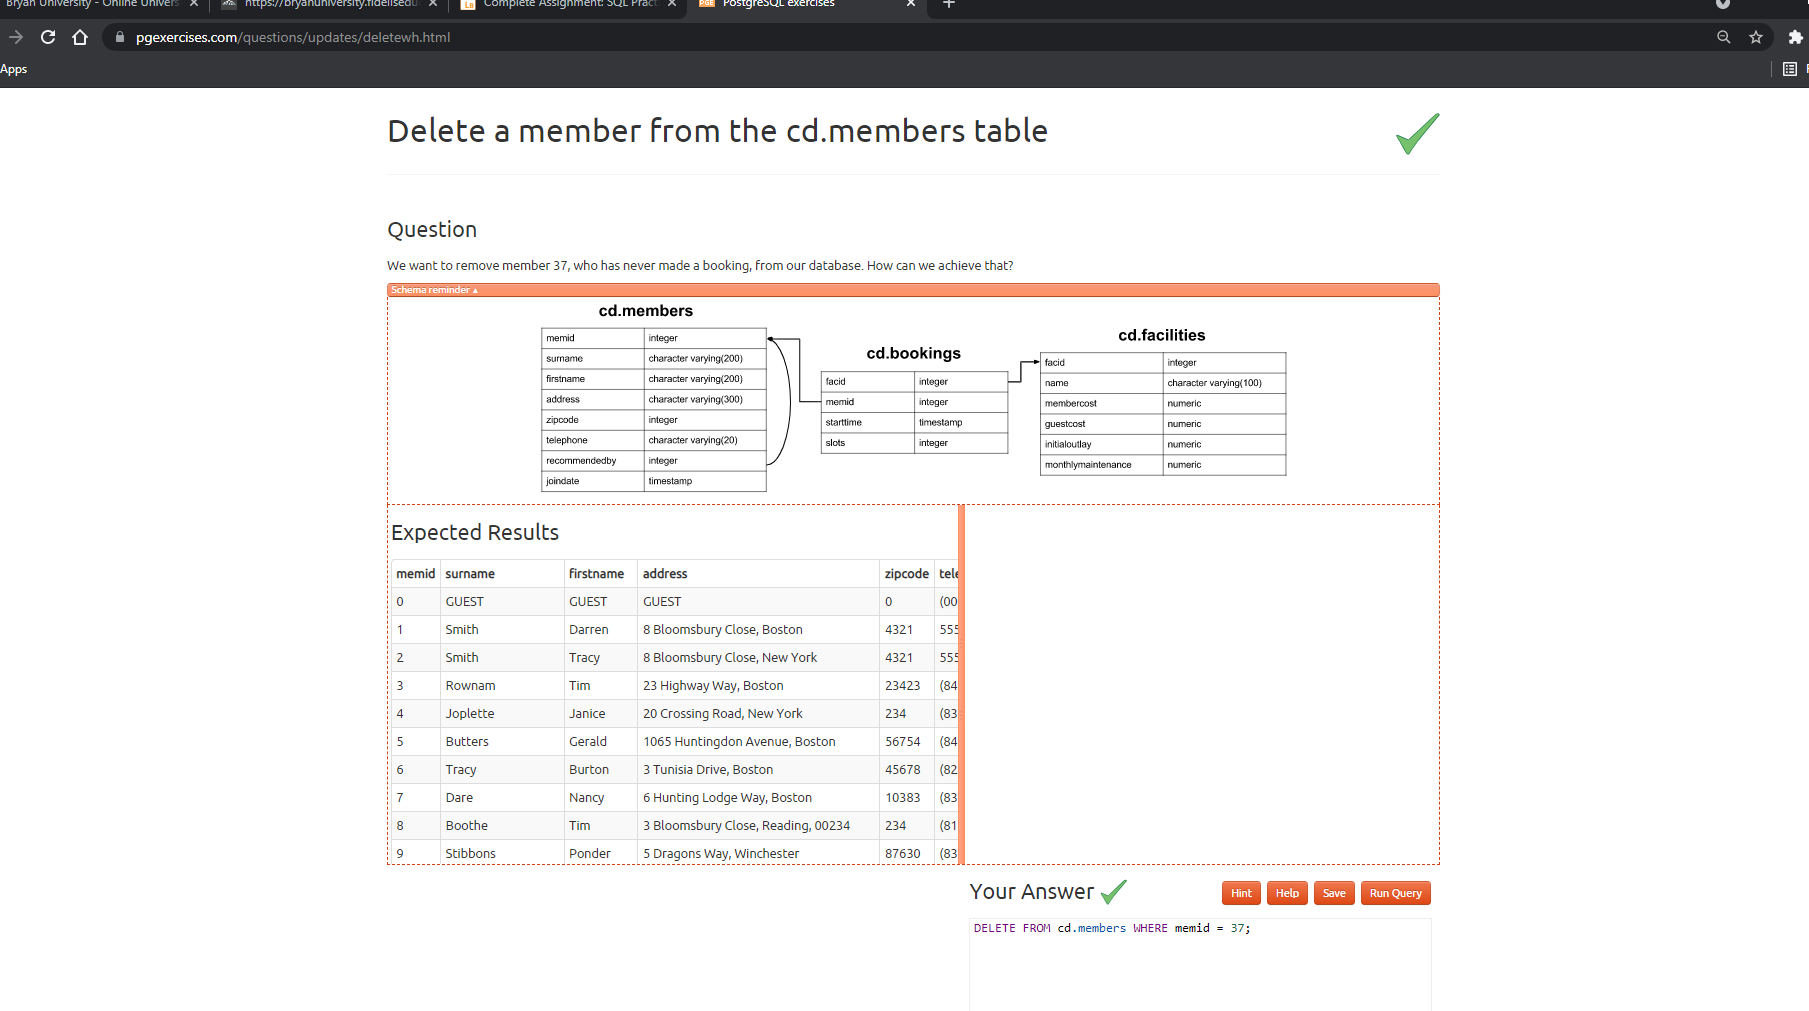 Bryan University - Online Univers
https://bryanuniversity.fidelisedu
Complete Assignment: SQL Pract
PostgreSQL exercises
pgexercises.com/questions/updates/deletewh.html
Apps
Delete a member from the cd.members table
Question
We want to remove member 37, who has never made a booking, from our database. How can we achieve that?
Schema reminder ▴
cd.members
memid integer
surname character varying(200)
firstname character varying(200)
address character varying(300)
zipcode integer
telephone character varying(20)
recommendedby integer
joindate timestamp
cd.bookings
facid integer
memid integer
starttime timestamp
slots integer
cd.facilities
facid integer
name character varying(100)
membercost numeric
guestcost numeric
initialoutlay numeric
monthlymaintenance numeric
Expected Results
memid surname firstname address zipcode tele
0 GUEST GUEST GUEST 0 (00
1 Smith Darren 8 Bloomsbury Close, Boston 4321 555
2 Smith Tracy 8 Bloomsbury Close, New York 4321 555
3 Rownam Tim 23 Highway Way, Boston 23423 (84
4 Joplette Janice 20 Crossing Road, New York 234 (83
5 Butters Gerald 1065 Huntingdon Avenue, Boston 56754 (84
6 Tracy Burton 3 Tunisia Drive, Boston 45678 (82
7 Dare Nancy 6 Hunting Lodge Way, Boston 10383 (83
8 Boothe Tim 3 Bloomsbury Close, Reading, 00234 234 (81
9 Stibbons Ponder 5 Dragons Way, Winchester 87630 (83
Your Answer
Hint Help Save Run Query
DELETE FROM cd.members WHERE memid = 37;